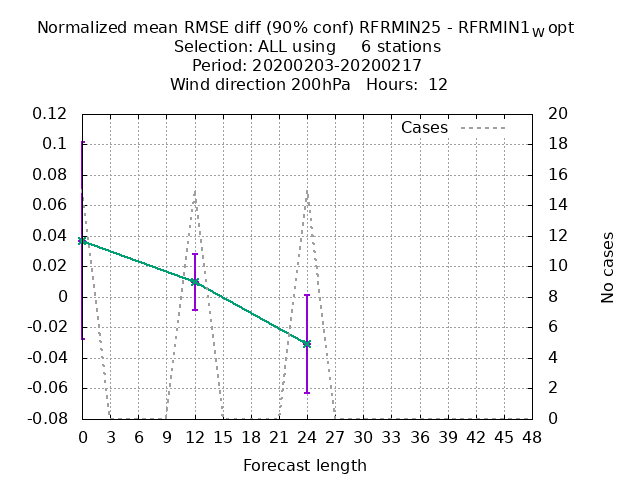 Normalized mean RMSE diff (90% conf) RFRMIN25 - RFRMIN1wopt
Selection: ALL using 6 stations
Period: 20200203-20200217
Wind direction 200hPa Hours: 12
Cases
0.12
0.1
0.08
0.06
0.04
0.02
0
-0.02
-0.04
-0.06
-0.08
20
18
16
14
12
10
8
6
4
2
0
No cases
0 3 6 9 12 15 18 21 24 27 30 33 36 39 42 45 48
Forecast length